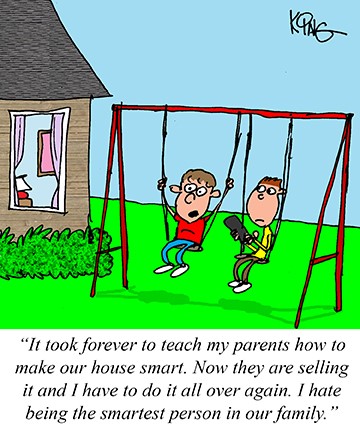 “It took forever to teach my parents how to
make our house smart. Now they are selling
it and I have to do it all over again. I hate
being the smartest person in our family.”